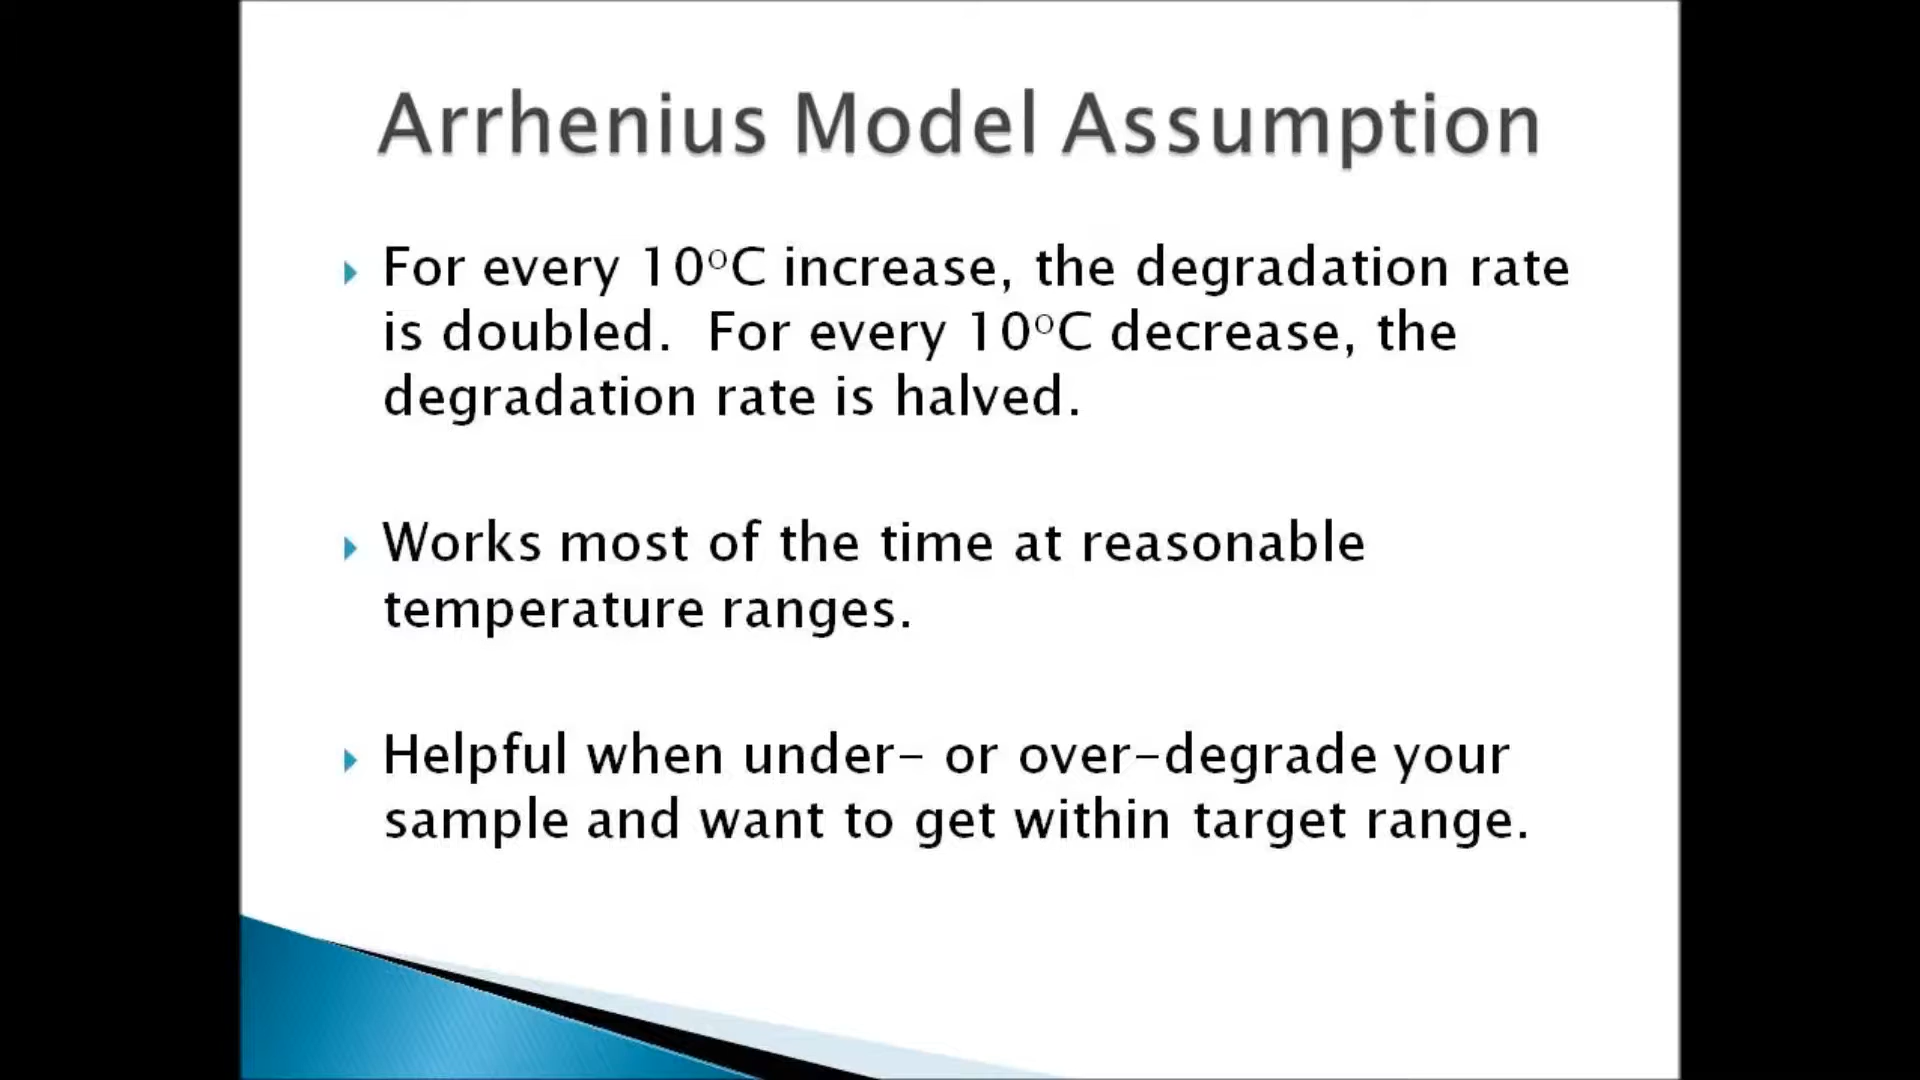 Arrhenius Model Assumption
For every 10ºC increase, the degradation rate
is doubled. For every 10ºC decrease, the
degradation rate is halved.
Works most of the time at reasonable
temperature ranges.
Helpful when under- or over-degrade your
sample and want to get within target range.